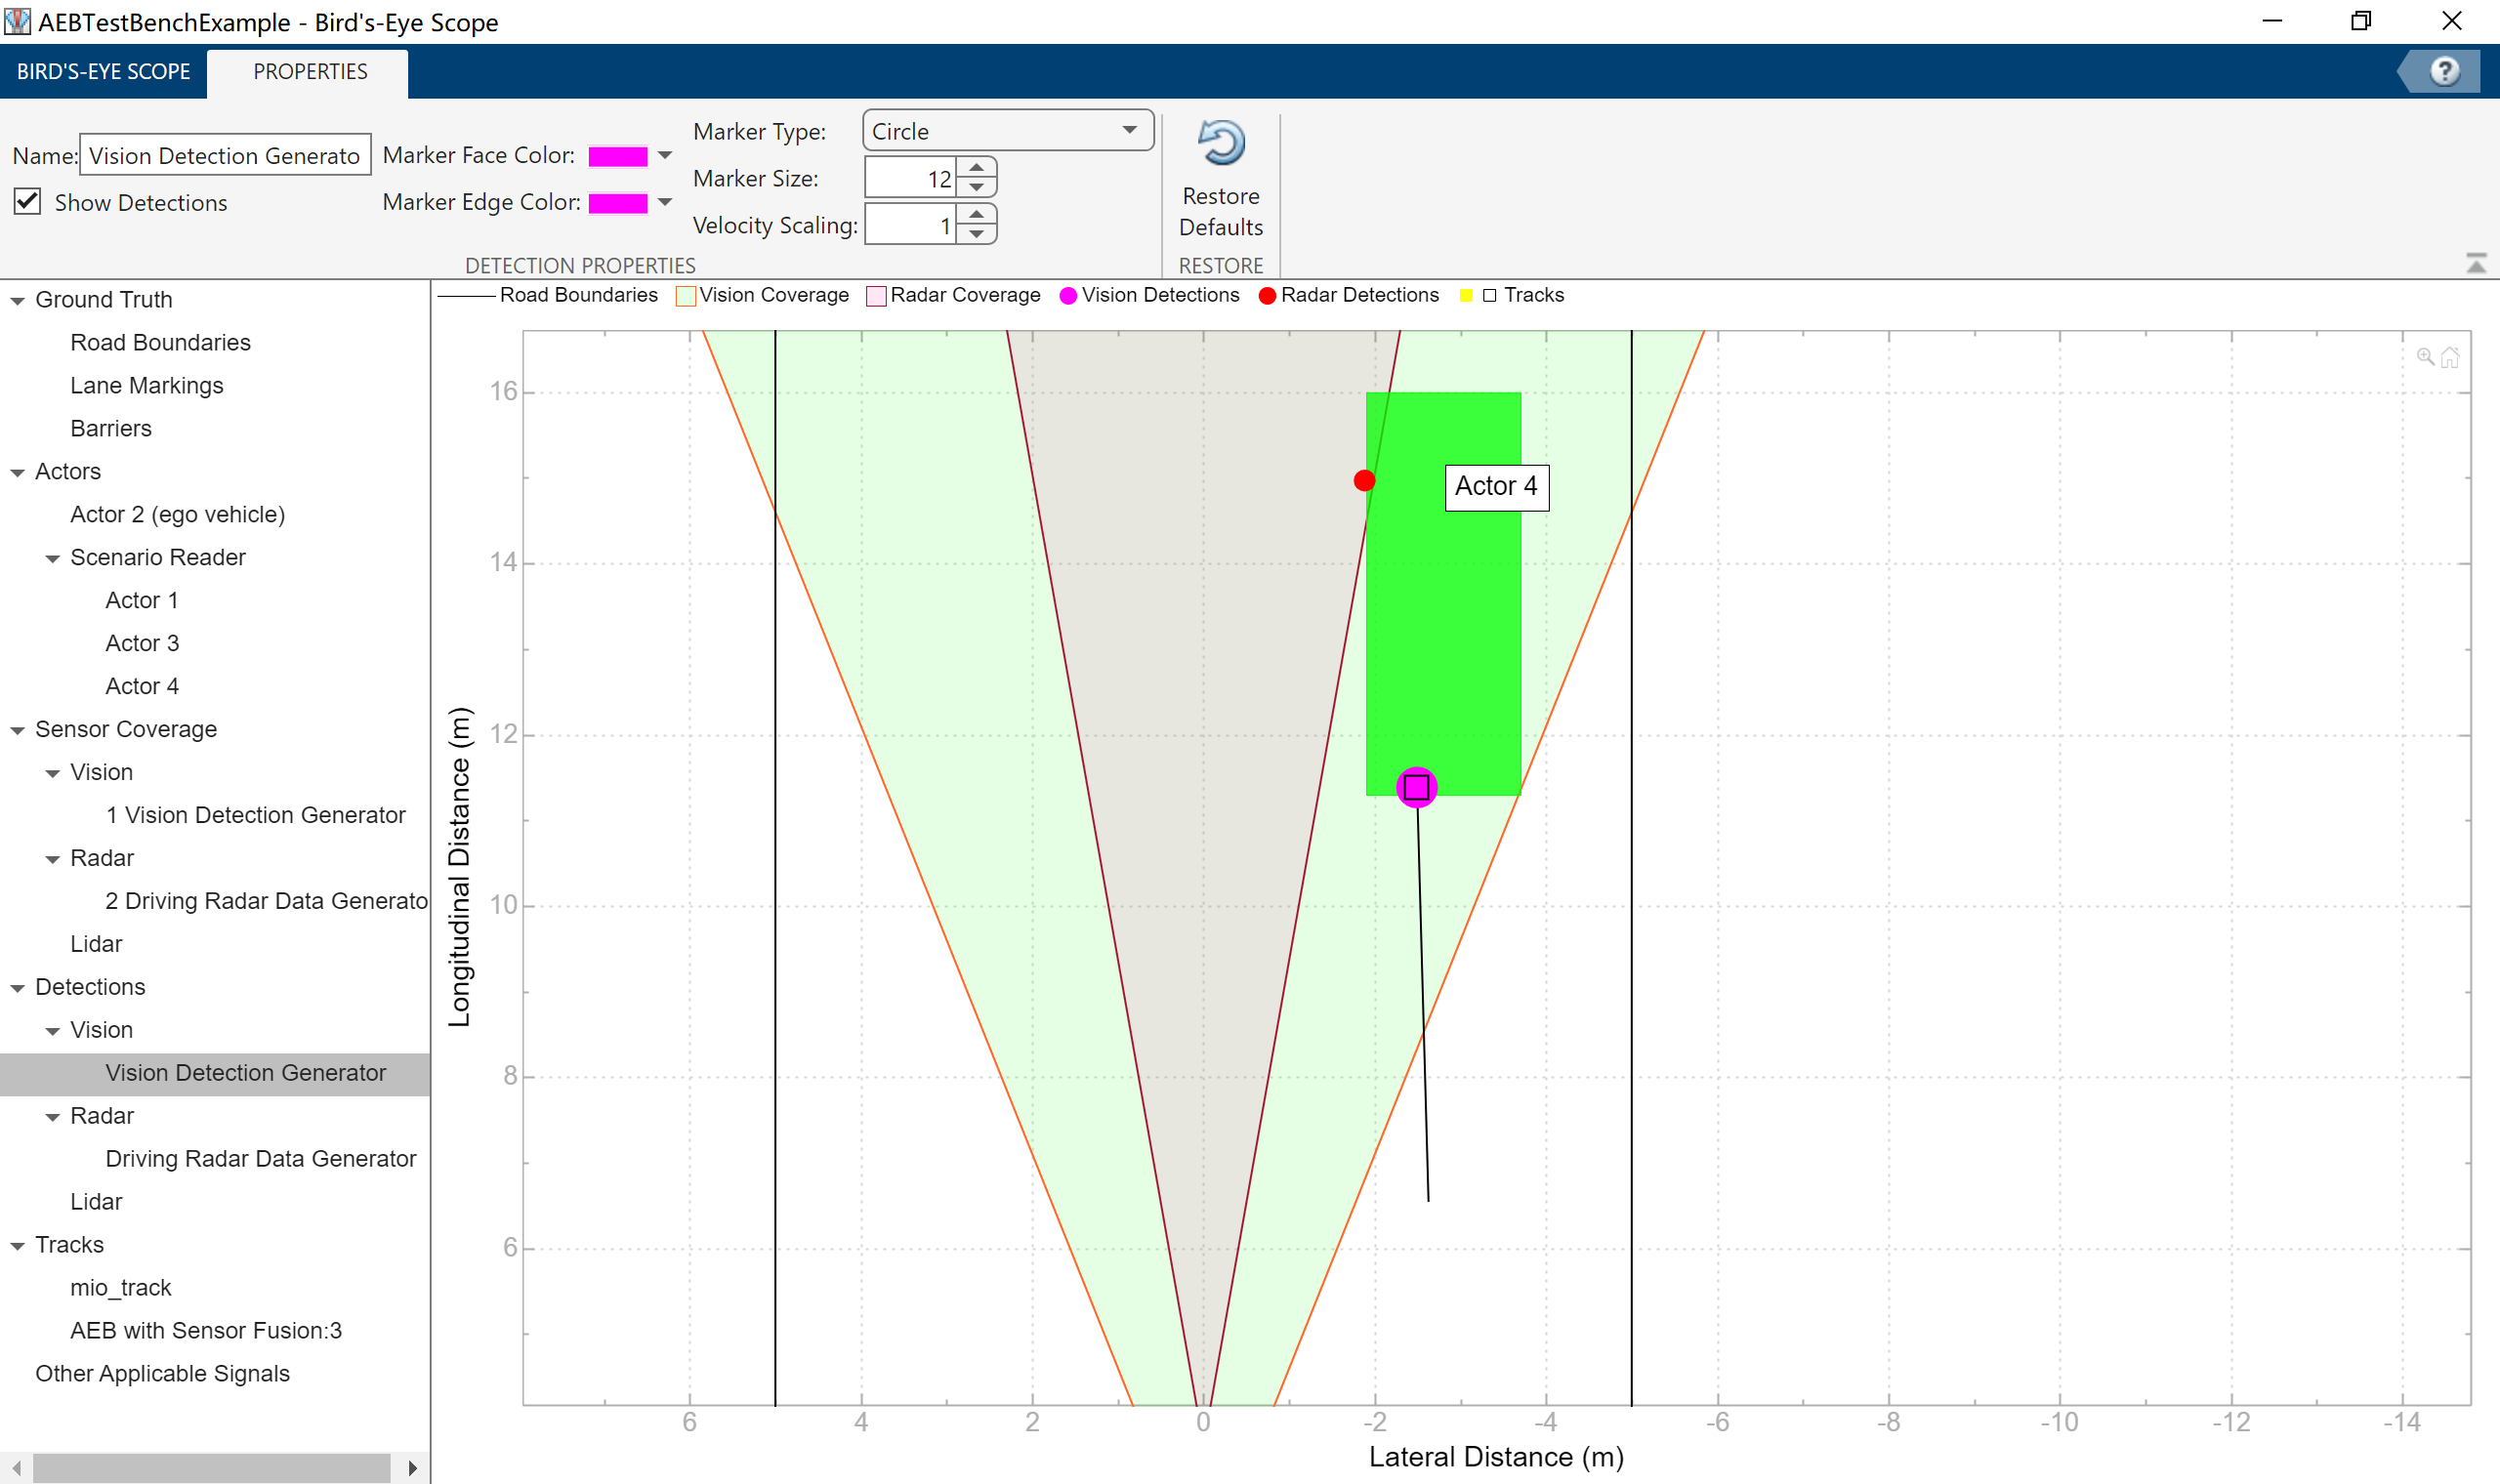 AEBTestBenchExample - Bird's-Eye Scope
BIRD'S-EYE SCOPE
PROPERTIES
?
Name:
Vision Detection Generato
Show Detections
Marker Face Color:
Marker Edge Color:
Marker Type:
Circle
Marker Size:
12
Velocity Scaling:
1
Restore
Defaults
DETECTION PROPERTIES
RESTORE
Ground Truth
Road Boundaries
Lane Markings
Barriers
Actors
Actor 2 (ego vehicle)
Scenario Reader
Actor 1
Actor 3
Actor 4
Sensor Coverage
Vision
1 Vision Detection Generator
Radar
2 Driving Radar Data Generato
Lidar
Detections
Vision
Vision Detection Generator
Radar
Driving Radar Data Generator
Lidar
Tracks
mio_track
AEB with Sensor Fusion:3
Other Applicable Signals
Road Boundaries Vision Coverage Radar Coverage Vision Detections Radar Detections Tracks
16
14
12
10
8
6
Longitudinal Distance (m)
Actor 4
6 4 2 0 -2 -4 -6 -8 -10 -12 -14
Lateral Distance (m)